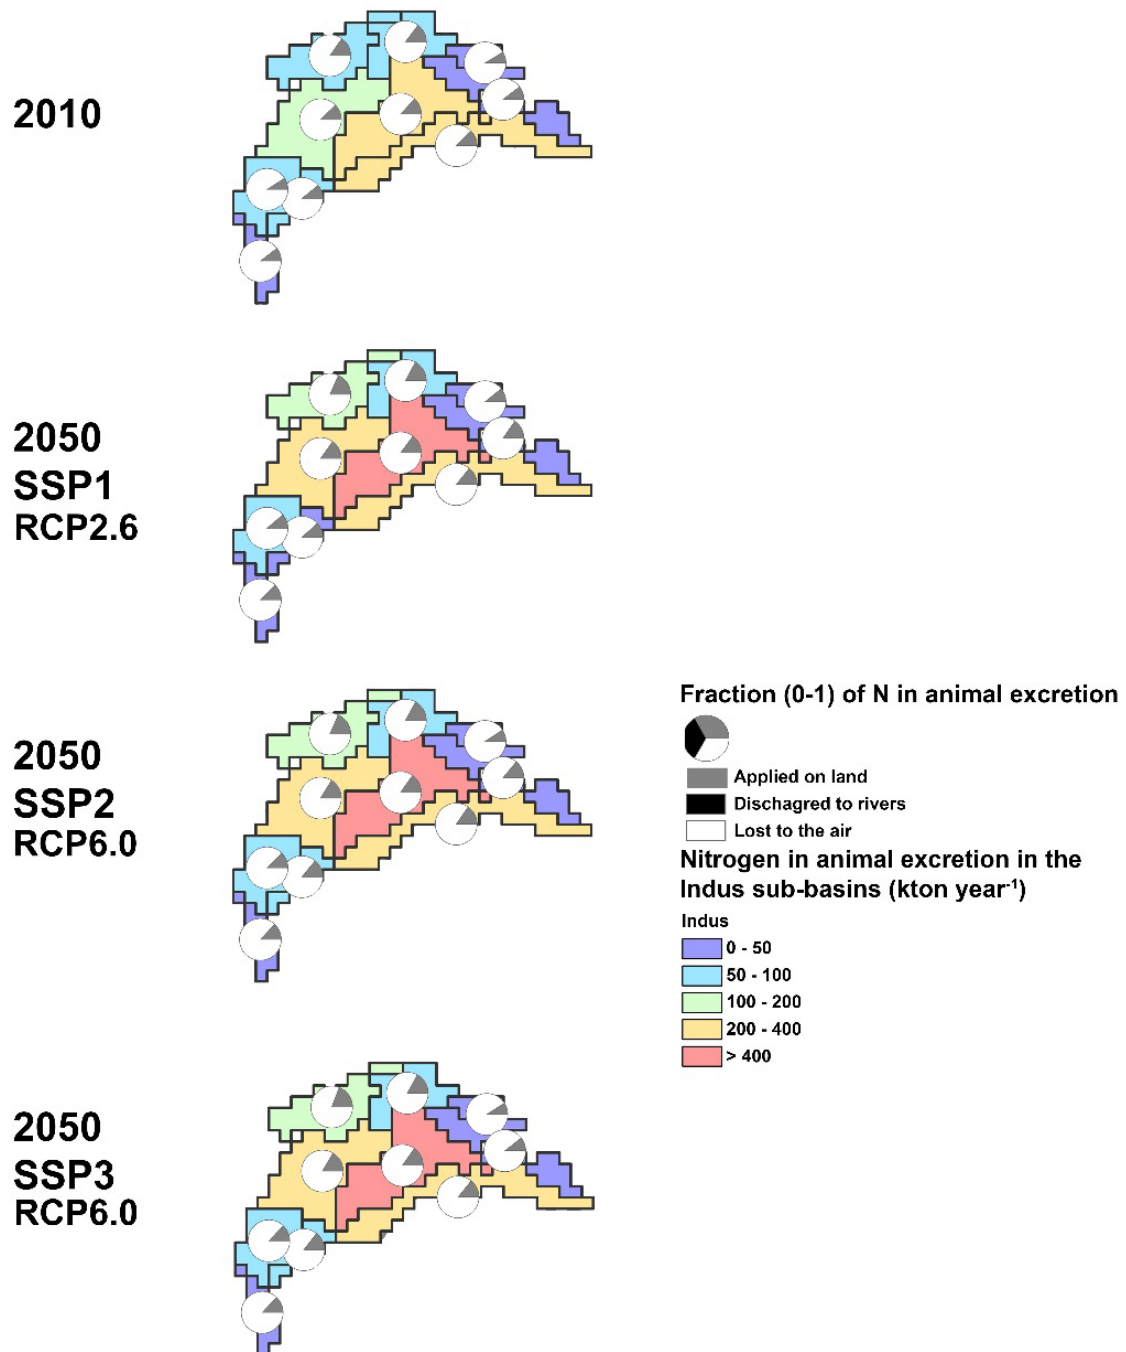 2010
2050
SSP1
RCP2.6
2050
SSP2
RCP6.0
Fraction (0-1) of N in animal excretion
Applied on land
Dischagred to rivers
Lost to the air
Nitrogen in animal excretion in the
Indus sub-basins (kton year⁻¹)
Indus
0 - 50
50 - 100
100 - 200
200 - 400
> 400
2050
SSP3
RCP6.0